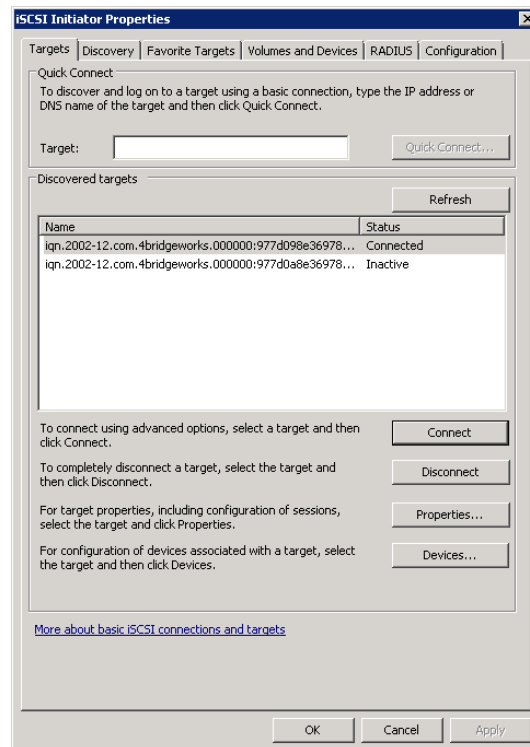 iSCSI Initiator Properties
Targets Discovery Favorite Targets Volumes and Devices RADIUS Configuration
Quick Connect
To discover and log on to a target using a basic connection, type the IP address or
DNS name of the target and then click Quick Connect.
Target: Quick Connect...
Discovered targets
Refresh
Name Status
iqn.2002-12.com.4bridgeworks.000000:977d098e36978... Connected
iqn.2002-12.com.4bridgeworks.000000:977d0a8e36978... Inactive
To connect using advanced options, select a target and then
click Connect.
Connect
To completely disconnect a target, select the target and
then click Disconnect.
Disconnect
For target properties, including configuration of sessions,
select the target and click Properties.
Properties...
For configuration of devices associated with a target, select
the target and then click Devices.
Devices...
More about basic iSCSI connections and targets
OK Cancel Apply